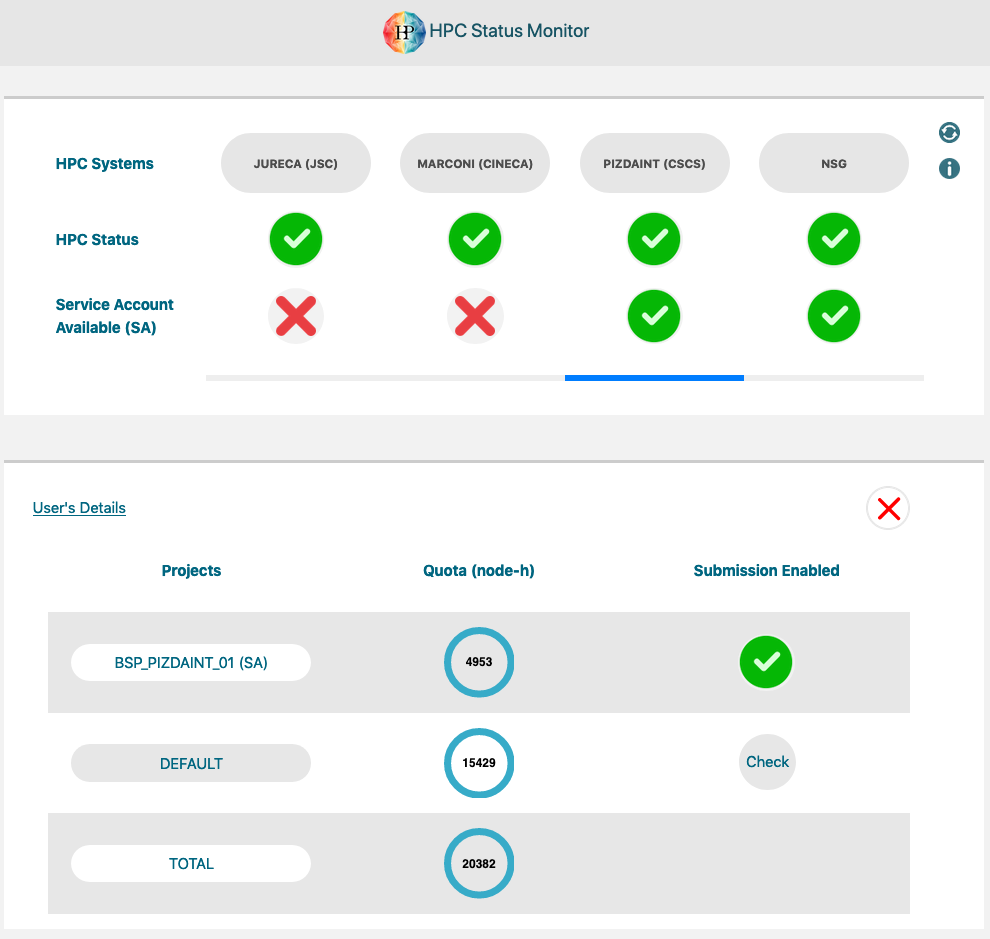 HP HPC Status Monitor
HPC Systems JURECA (JSC) MARCONI (CINECA) PIZDAINT (CSCS) NSG
HPC Status
Service Account
Available (SA)
User's Details
Projects Quota (node-h) Submission Enabled
BSP_PIZDAINT_01 (SA) 4953
DEFAULT 15429 Check
TOTAL 20382